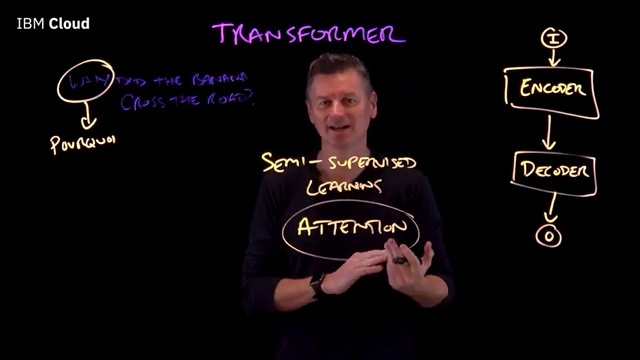 IBM Cloud
TRANSFORMER
WHY DID THE BANANA
CROSS THE ROAD?
POURQUOI
SEMI-SUPERVISED
LEARNING
ATTENTION
I
ENCODER
DECODER
O